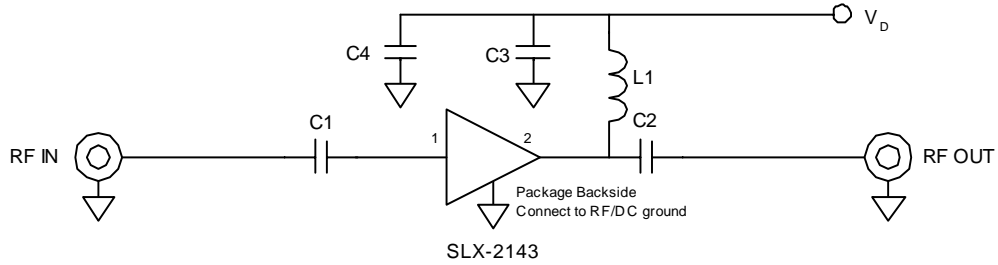 V_D
C4
C3
L1
C1
C2
RF IN
1
2
RF OUT
Package Backside
Connect to RF/DC ground
SLX-2143